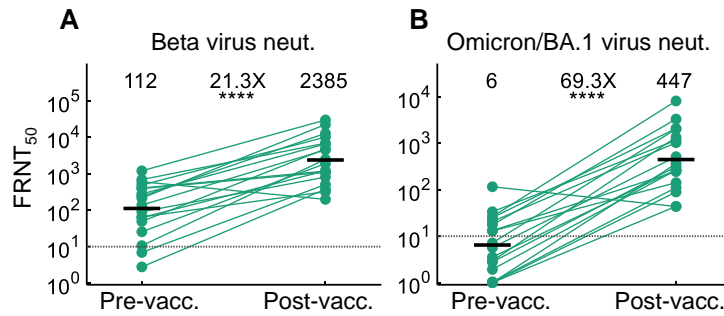 A
Beta virus neut.
112 21.3X 2385
****
10^5
10^4
10^3
10^2
10^1
10^0
FRNT50
Pre-vacc. Post-vacc.
B
Omicron/BA.1 virus neut.
6 69.3X 447
****
10^4
10^3
10^2
10^1
10^0
Pre-vacc. Post-vacc.